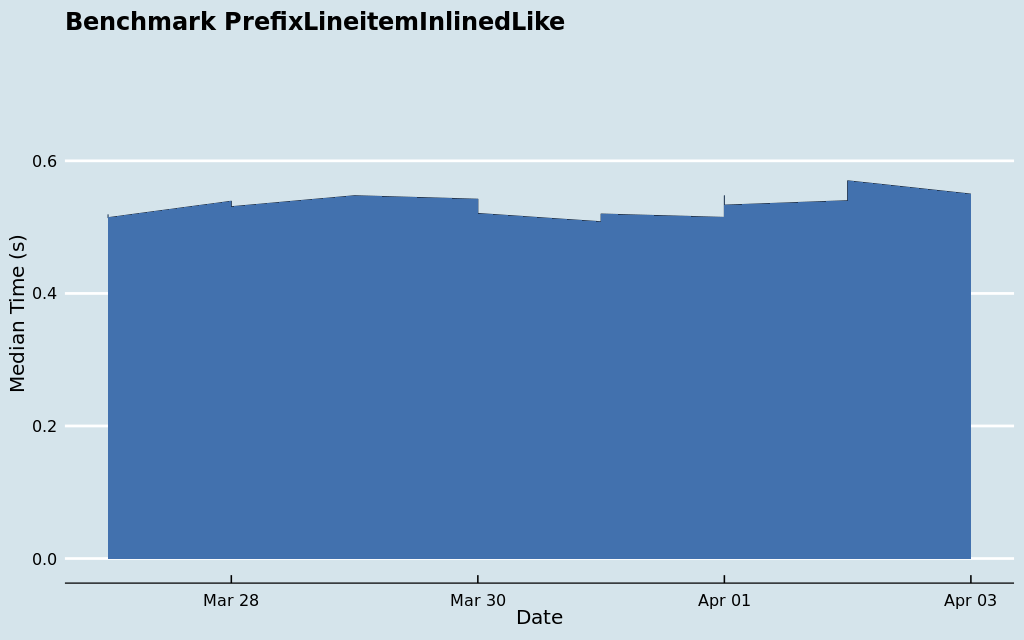 Benchmark PrefixLineitemInlinedLike
0.6
0.4
0.2
0.0
Median Time (s)
Mar 28
Mar 30
Apr 01
Apr 03
Date